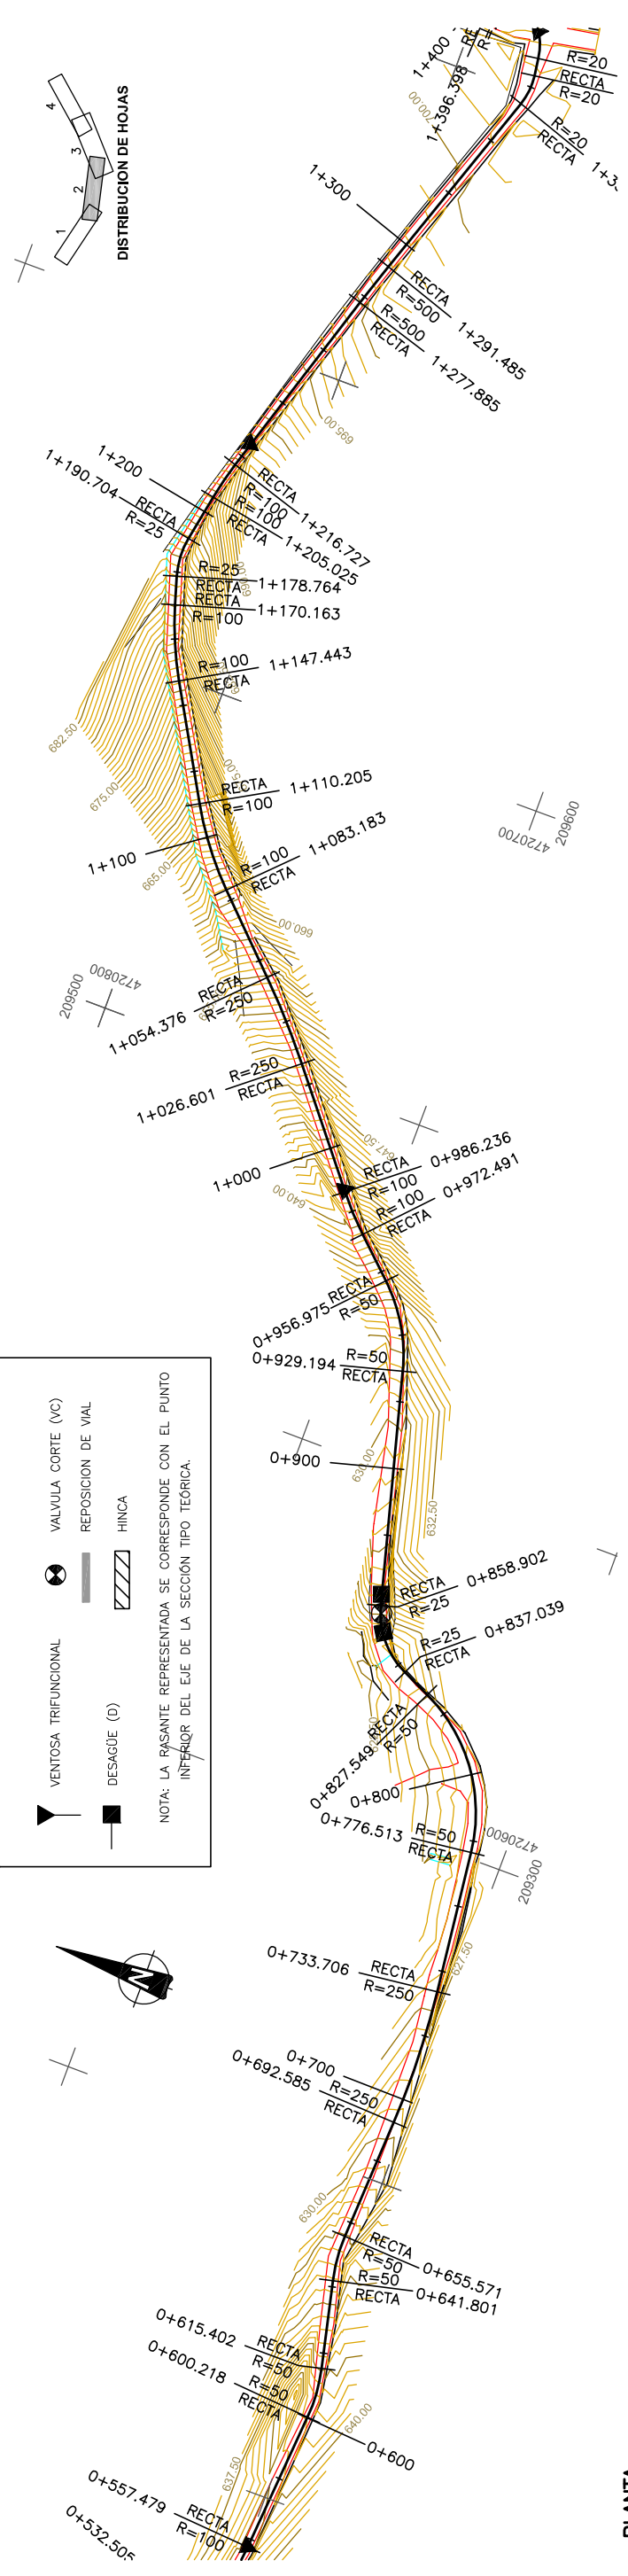 1+400
1+396.398
700.00
R=20
RECTA
R=20
R=20
RECTA
4
3
2
1
DISTRIBUCION DE HOJAS
1+300
RECTA
R=500
1+291.485
R=500
RECTA
1+277.885
695.00
1+200
1+190.704
RECTA
R=25
RECTA
R=100
1+216.727
R=100
RECTA
1+205.025
R=25
RECTA
1+178.764
RECTA
R=100
1+170.163
R=100
RECTA
1+147.443
682.50
675.00
RECTA
R=100
1+110.205
1+100
665.00
R=100
RECTA
1+083.183
660.00
4720700
209600
209500
4720800
1+054.376
RECTA
R=250
1+026.601
R=250
RECTA
1+000
647.50
640.00
RECTA
R=100
0+986.236
R=100
RECTA
0+972.491
0+956.975
RECTA
R=50
0+929.194
R=50
RECTA
0+900
630.00
632.50
VENTOSA TRIFUNCIONAL
DESAGÜE (D)
VALVULA CORTE (VC)
REPOSICION DE VIAL
HINCA
NOTA: LA RASANTE REPRESENTADA SE CORRESPONDE CON EL PUNTO
INFERIOR DEL EJE DE LA SECCIÓN TIPO TEÓRICA.
RECTA
R=25
0+858.902
R=25
RECTA
0+837.039
0+827.549
RECTA
R=50
0+800
0+776.513
R=50
RECTA
4720600
209300
N
0+733.706
RECTA
R=250
627.50
0+700
0+692.585
R=250
RECTA
630.00
RECTA
R=50
0+655.571
R=50
RECTA
0+641.801
0+615.402
RECTA
R=50
0+600.218
R=50
RECTA
640.00
0+600
637.50
0+557.479
RECTA
R=100
0+532.505
PLANTA